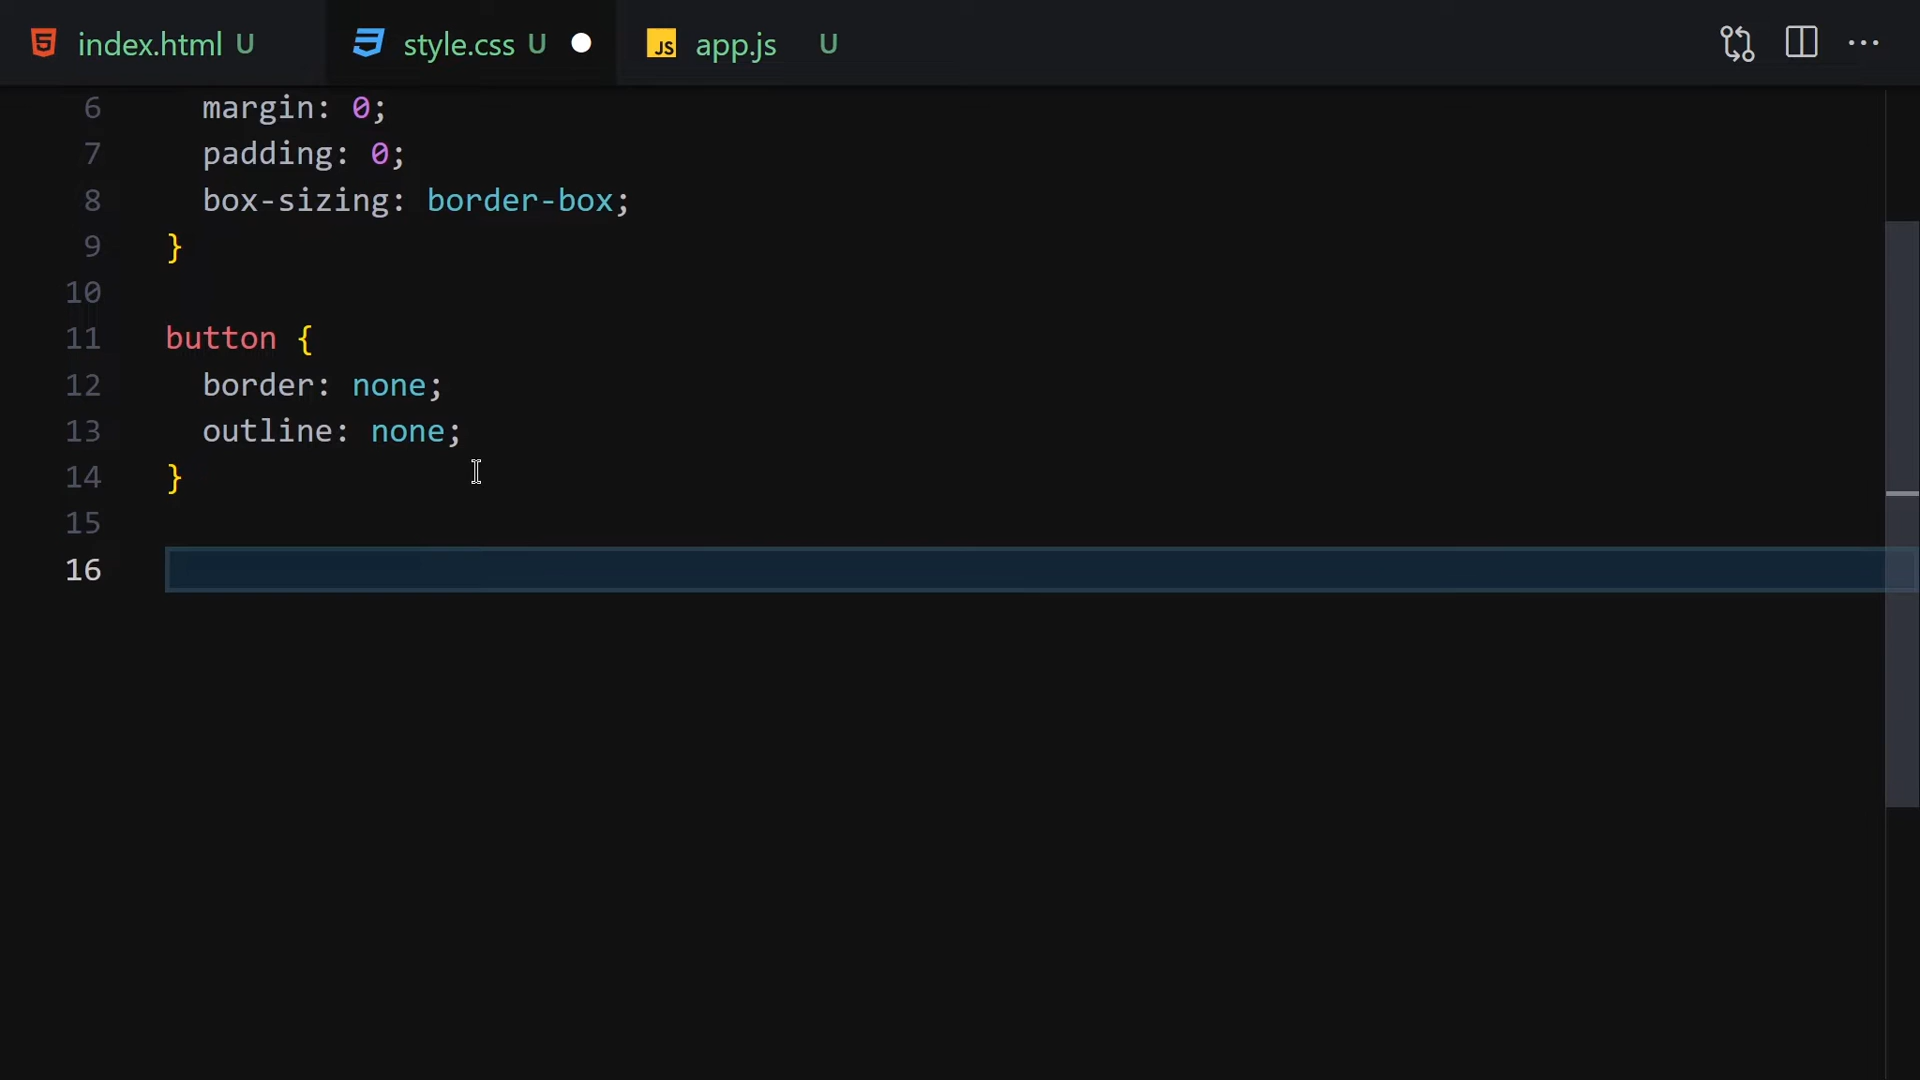 index.html U style.css U JS app.js U
6 margin: 0;
7 padding: 0;
8 box-sizing: border-box;
9 }
10
11 button {
12 border: none;
13 outline: none;
14 }
15
16